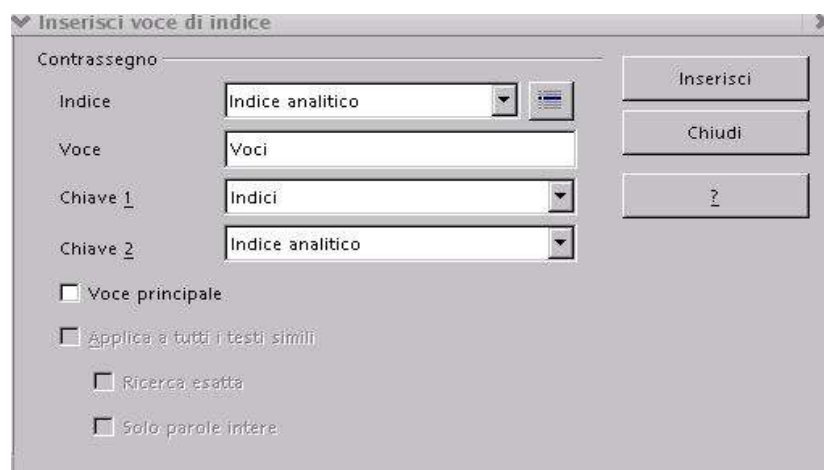 Inserisci voce di indice
Contrassegno
Indice Indice analitico
Voce Voci
Chiave 1 Indici
Chiave 2 Indice analitico
Voce principale
Applica a tutti i testi simili
Ricerca esatta
Solo parole intere
Inserisci
Chiudi
?